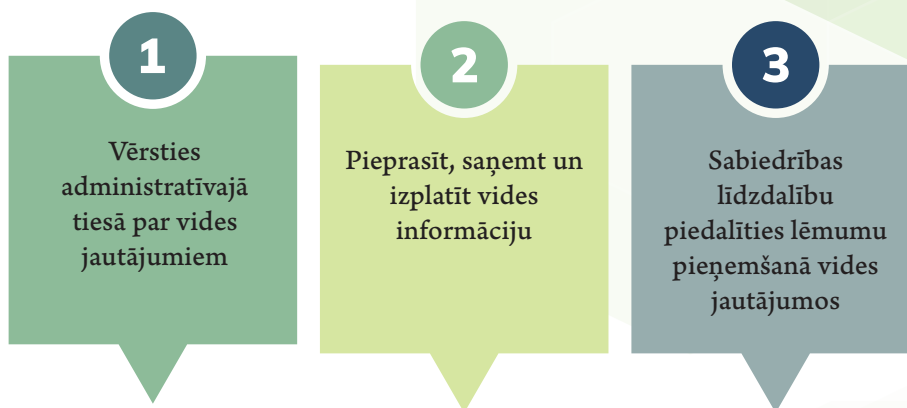 1
Vērsties
administratīvajā
tiesā par vides
jautājumiem
2
Pieprasīt, saņemt un
izplatīt vides
informāciju
3
Sabiedrības
līdzdalību
piedalīties lēmumu
pieņemšanā vides
jautājumos